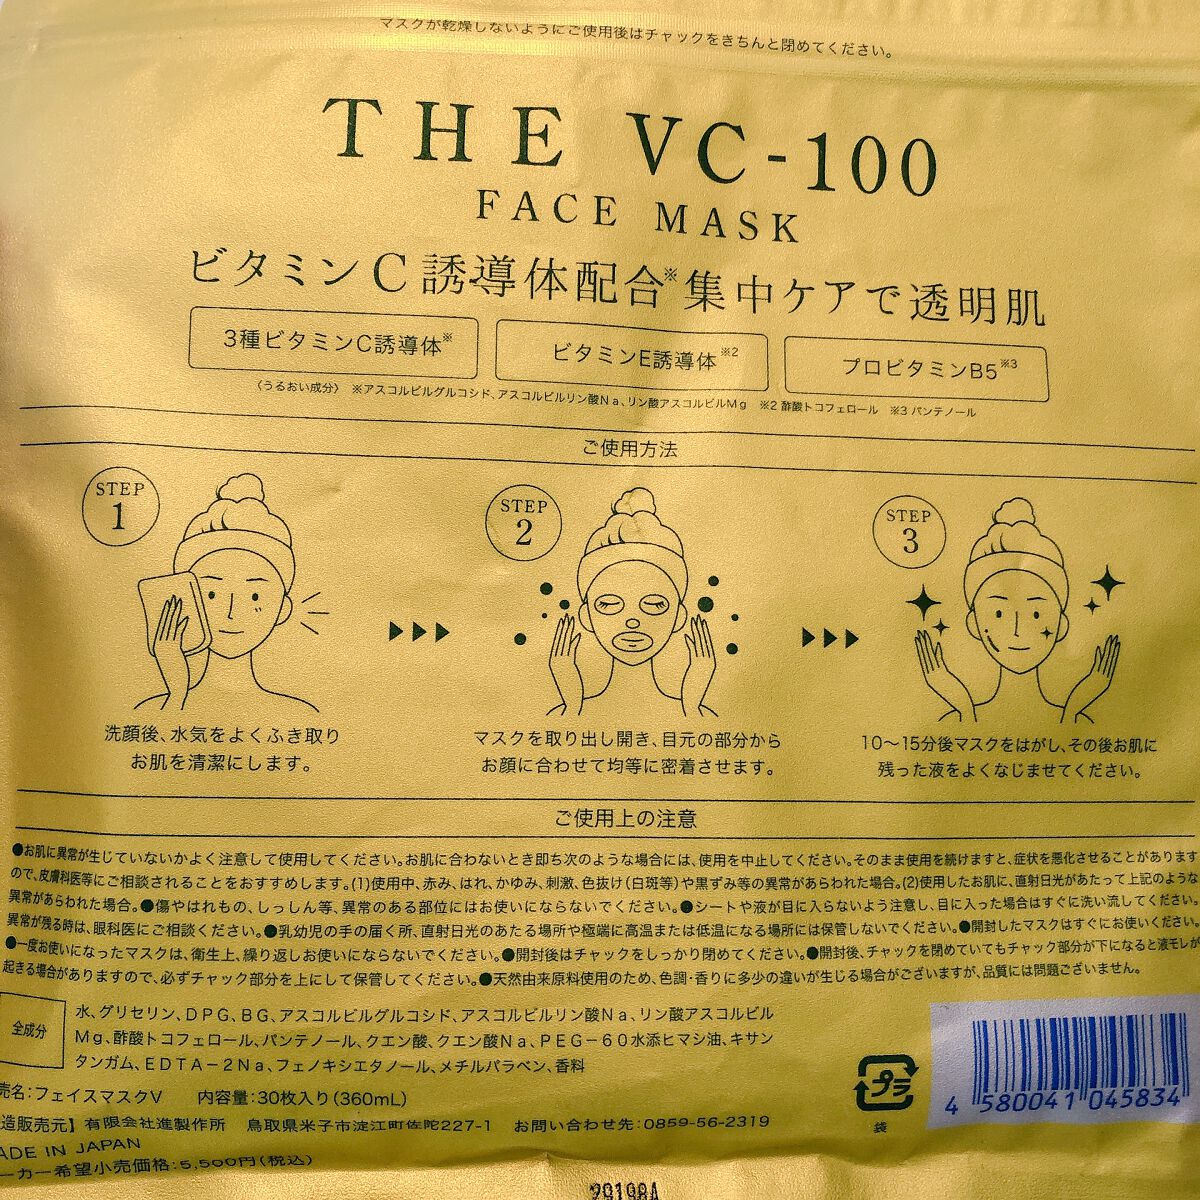 マスクが乾燥しないようにご使用後はチャックをきちんと閉めてください。
THE VC-100
FACE MASK
ビタミンC誘導体配合※集中ケアで透明肌
3種ビタミンC誘導体※
ビタミンE誘導体※2
プロビタミンB5※3
〈うるおい成分〉 ※アスコルビルグルコシド、アスコルビルリン酸Na、リン酸アスコルビルMg ※2 酢酸トコフェロール ※3 パンテノール
ご使用方法
STEP
1
STEP
2
STEP
3
洗顔後、水気をよくふき取り
お肌を清潔にします。
マスクを取り出し開き、目元の部分から
お顔に合わせて均等に密着させます。
10〜15分後マスクをはがし、その後お肌に
残った液をよくなじませてください。
ご使用上の注意
●お肌に異常が生じていないかよく注意して使用してください。お肌に合わないとき即ち次のような場合には、使用を中止してください。そのまま使用を続けますと、症状を悪化させることがあります
ので、皮膚科医等にご相談されることをおすすめします。(1)使用中、赤み、はれ、かゆみ、刺激、色抜け(白斑等)や黒ずみ等の異常があらわれた場合。(2)使用したお肌に、直射日光があたって上記のような
異常があらわれた場合。●傷やはれもの、しっしん等、異常のある部位にはお使いにならないでください。●シートや液が目に入らないよう注意し、目に入った場合はすぐに洗い流してください。
異常が残る時は、眼科医にご相談ください。●乳幼児の手の届く所、直射日光のあたる場所や極端に高温または低温になる場所には保管しないでください。●開封したマスクはすぐにお使いください。
●一度お使いになったマスクは、衛生上、繰り返しお使いにならないでください。●開封後はチャックをしっかり閉めてください。●開封後、チャックを閉めていてもチャック部分が下になると液モレが
起きる場合がありますので、必ずチャック部分を上にして保管してください。●天然由来原料使用のため、色調・香りに多少の違いが生じる場合がございますが、品質には問題ございません。
全成分
水、グリセリン、DPG、BG、アスコルビルグルコシド、アスコルビルリン酸Na、リン酸アスコルビル
Mg、酢酸トコフェロール、パンテノール、クエン酸、クエン酸Na、PEG-60水添ヒマシ油、キサン
タンガム、EDTA-2Na、フェノキシエタノール、メチルパラベン、香料
売名:フェイスマスクV 内容量:30枚入り(360mL)
造販売元】有限会社進製作所 鳥取県米子市淀江町佐陀227-1 お問い合わせ先:0859-56-2319
ADE IN JAPAN
ーカー希望小売価格:5,500円(税込)
プラ
袋
4 580041 045834
29198A